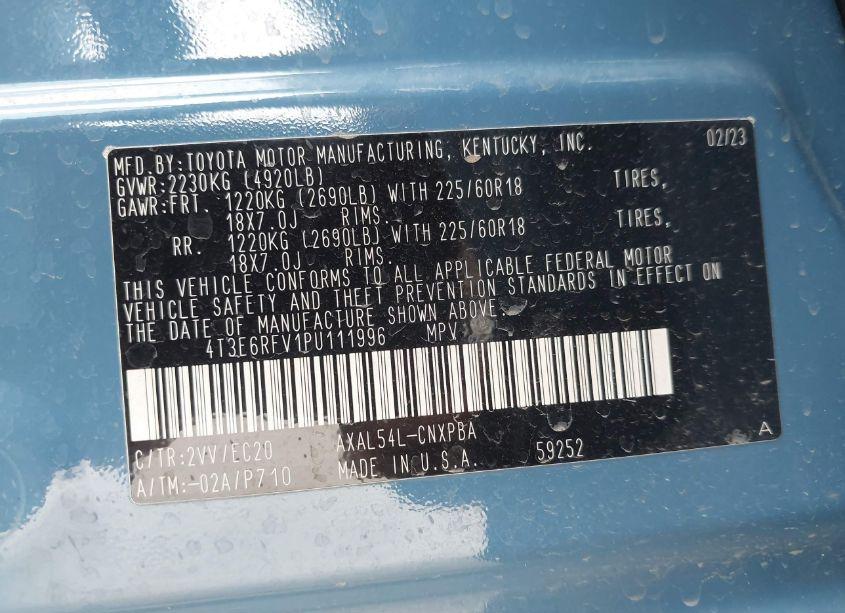 MFD.BY:TOYOTA MOTOR MANUFACTURING, KENTUCKY, INC. 02/23
GVWR:2230KG (4920LB)
GAWR:FRT. 1220KG (2690LB) WITH 225/60R18 TIRES,
18X7.0J RIMS.
RR. 1220KG (2690LB) WITH 225/60R18 TIRES,
18X7.0J RIMS.
THIS VEHICLE CONFORMS TO ALL APPLICABLE FEDERAL MOTOR
VEHICLE SAFETY AND THEFT PREVENTION STANDARDS IN EFFECT ON
THE DATE OF MANUFACTURE SHOWN ABOVE.
4T3E6RFV1PU111996 MPV
C/TR:2VV/EC20 AXAL54L-CNXPBA
A/TM:-02A/P710 MADE IN U.S.A. 59252 A